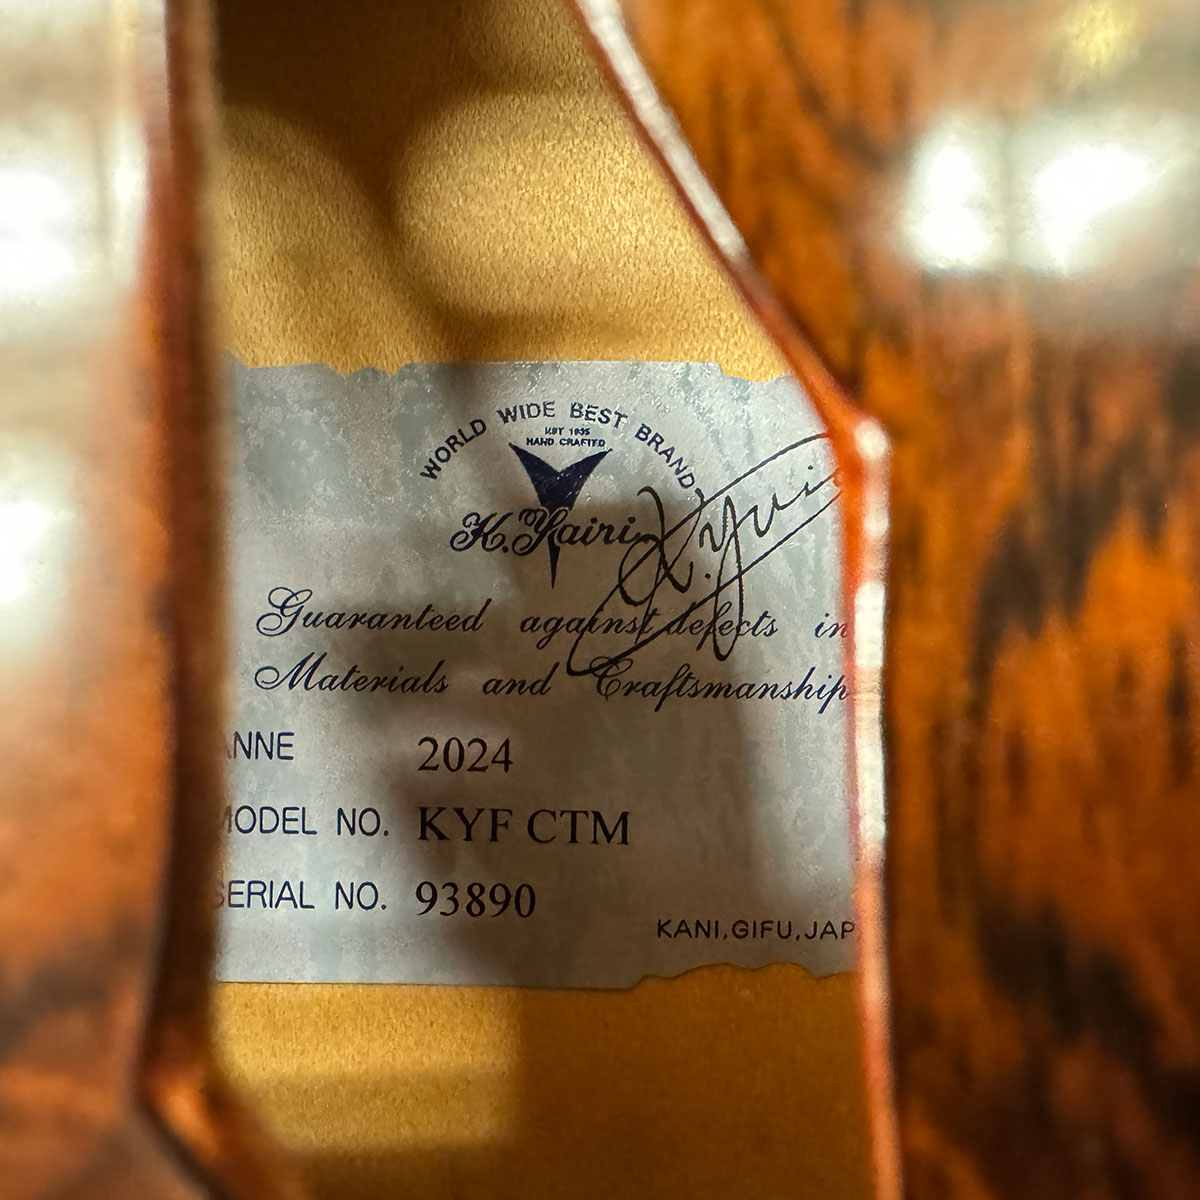 WORLD WIDE BEST BRAND
EST 1935
HAND CRAFTED
K.Yairi
K.Yairi
Guaranteed against defects in
Materials and Craftsmanship
ANNE 2024
MODEL NO. KYF CTM
SERIAL NO. 93890
KANI.GIFU.JAP